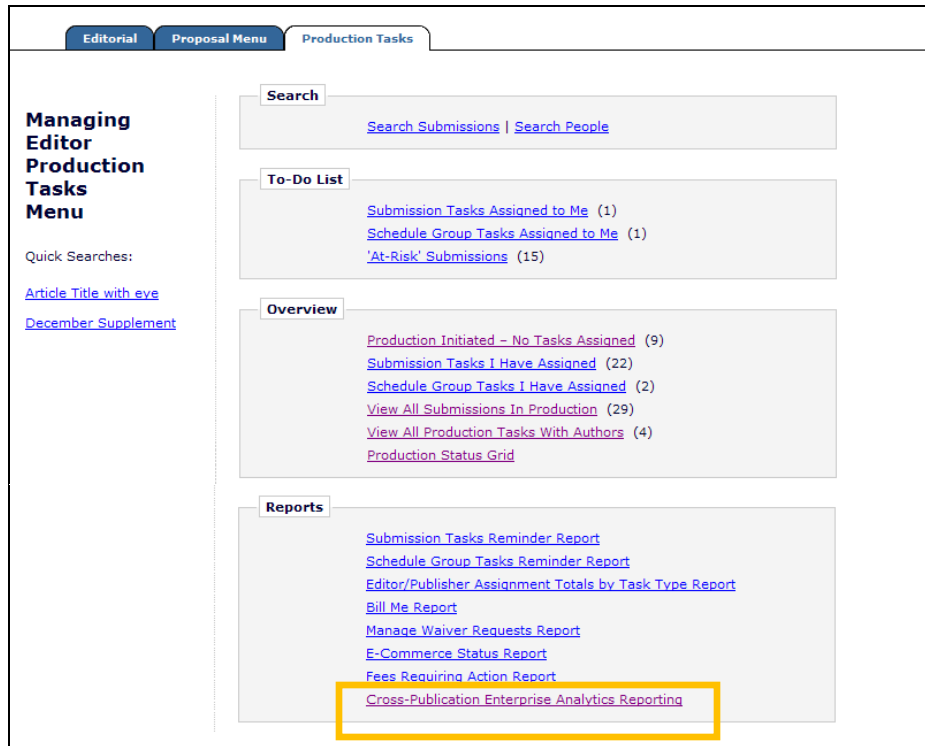 Editorial
Proposal Menu
Production Tasks
Managing
Editor
Production
Tasks
Menu
Quick Searches:
Article Title with eye
December Supplement
Search
Search Submissions | Search People
To-Do List
Submission Tasks Assigned to Me (1)
Schedule Group Tasks Assigned to Me (1)
'At-Risk' Submissions (15)
Overview
Production Initiated – No Tasks Assigned (9)
Submission Tasks I Have Assigned (22)
Schedule Group Tasks I Have Assigned (2)
View All Submissions In Production (29)
View All Production Tasks With Authors (4)
Production Status Grid
Reports
Submission Tasks Reminder Report
Schedule Group Tasks Reminder Report
Editor/Publisher Assignment Totals by Task Type Report
Bill Me Report
Manage Waiver Requests Report
E-Commerce Status Report
Fees Requiring Action Report
Cross-Publication Enterprise Analytics Reporting